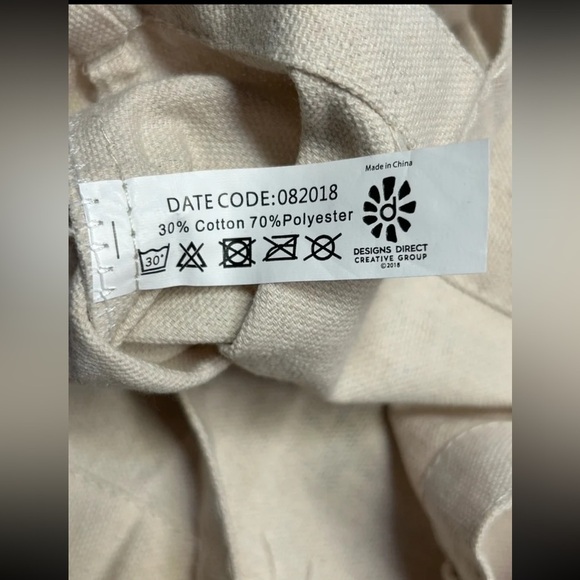 Made in China
DATE CODE:082018
30% Cotton 70%Polyester
30°
d
DESIGNS DIRECT
CREATIVE GROUP
©2018